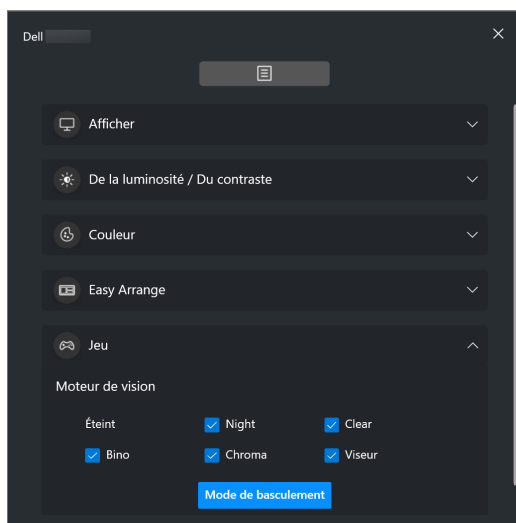 Dell
Afficher
De la luminosité / Du contraste
Couleur
Easy Arrange
Jeu
Moteur de vision
Éteint Night Clear
Bino Chroma Viseur
Mode de basculement